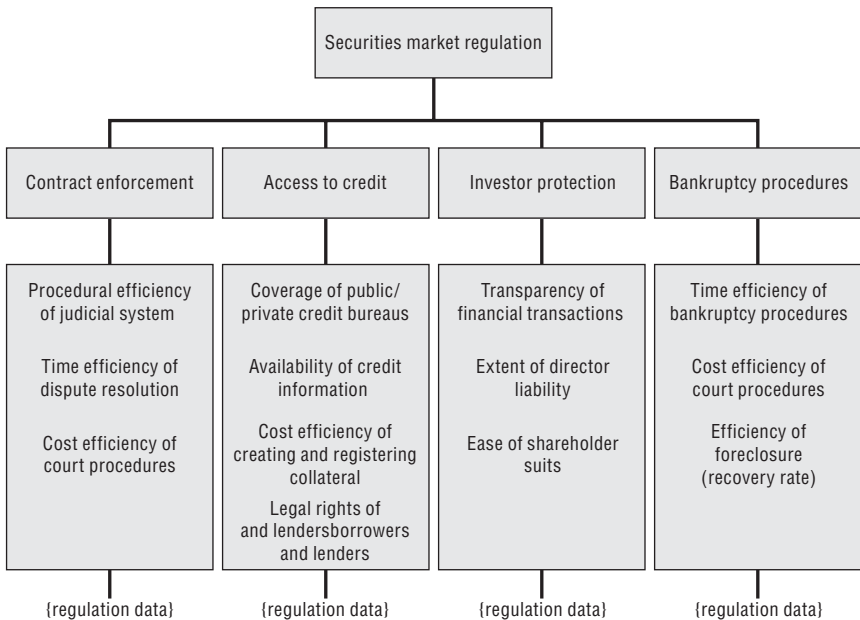 Securities market regulation
Contract enforcement
Access to credit
Investor protection
Bankruptcy procedures
Procedural efficiency
of judicial system
Time efficiency of
dispute resolution
Cost efficiency of
court procedures
Coverage of public/
private credit bureaus
Availability of credit
information
Cost efficiency of
creating and registering
collateral
Legal rights of
and lendersborrowers
and lenders
Transparency of
financial transactions
Extent of director
liability
Ease of shareholder
suits
Time efficiency of
bankruptcy procedures
Cost efficiency of
court procedures
Efficiency of
foreclosure
(recovery rate)
{regulation data}
{regulation data}
{regulation data}
{regulation data}